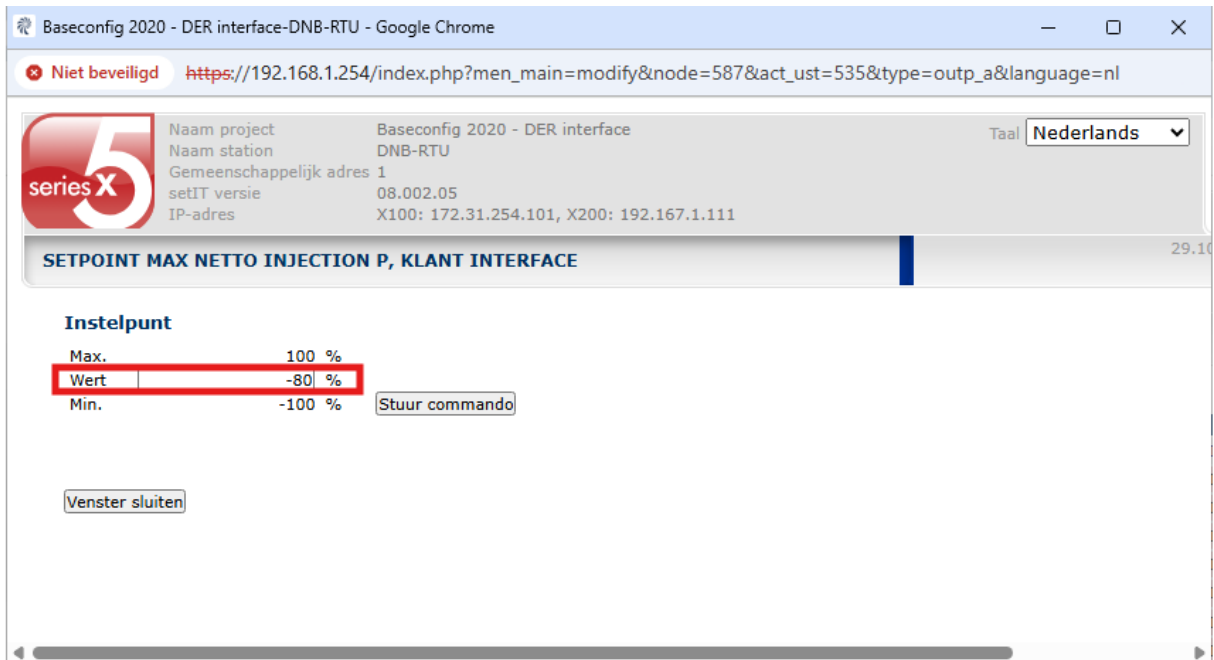 Baseconfig 2020 - DER interface-DNB-RTU - Google Chrome
Niet beveiligd https://192.168.1.254/index.php?men_main=modify&node=587&act_ust=535&type=outp_a&language=nl
series X 5
Naam project Baseconfig 2020 - DER interface Taal Nederlands
Naam station DNB-RTU
Gemeenschappelijk adres 1
setIT versie 08.002.05
IP-adres X100: 172.31.254.101, X200: 192.167.1.111
SETPOINT MAX NETTO INJECTION P, KLANT INTERFACE 29.10
Instelpunt
Max. 100 %
Wert -80 %
Min. -100 % Stuur commando
Venster sluiten